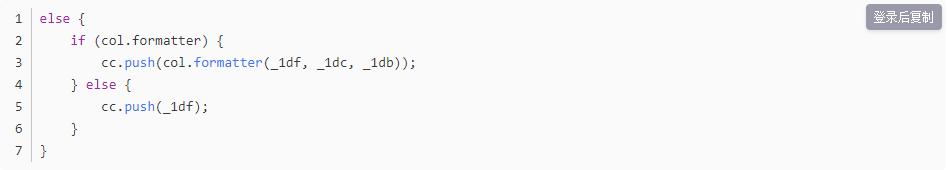 登录后复制
1 else {
2     if (col.formatter) {
3         cc.push(col.formatter(_1df, _1dc, _1db));
4     } else {
5         cc.push(_1df);
6     }
7 }